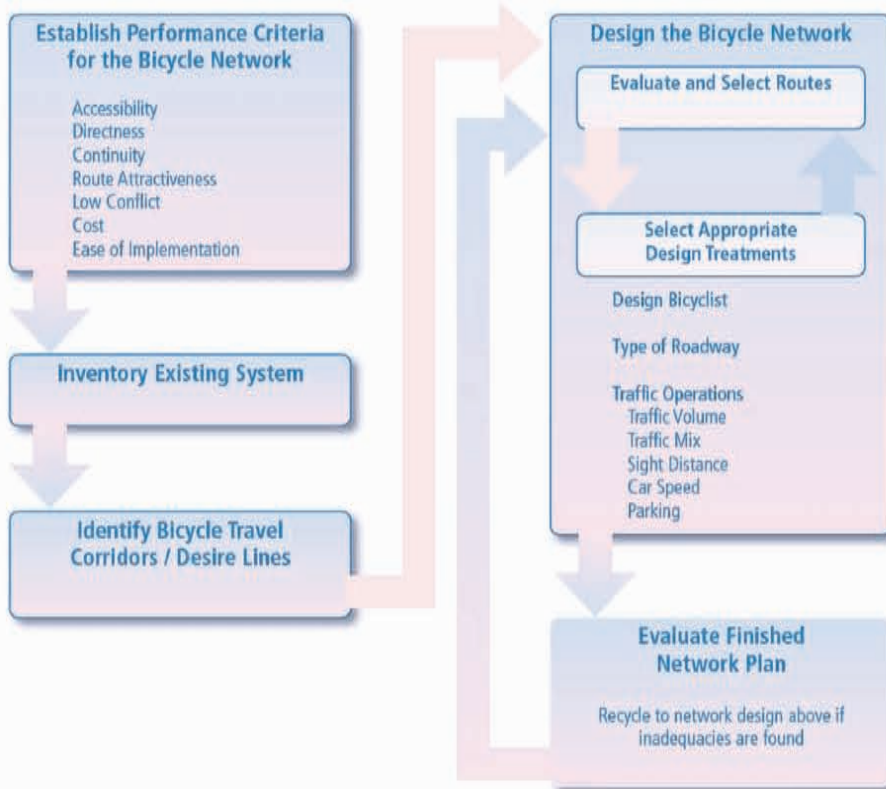 Establish Performance Criteria
for the Bicycle Network
Accessibility
Directness
Continuity
Route Attractiveness
Low Conflict
Cost
Ease of Implementation
Inventory Existing System
Identify Bicycle Travel
Corridors / Desire Lines
Design the Bicycle Network
Evaluate and Select Routes
Select Appropriate
Design Treatments
Design Bicyclist
Type of Roadway
Traffic Operations
Traffic Volume
Traffic Mix
Sight Distance
Car Speed
Parking
Evaluate Finished
Network Plan
Recycle to network design above if
inadequacies are found